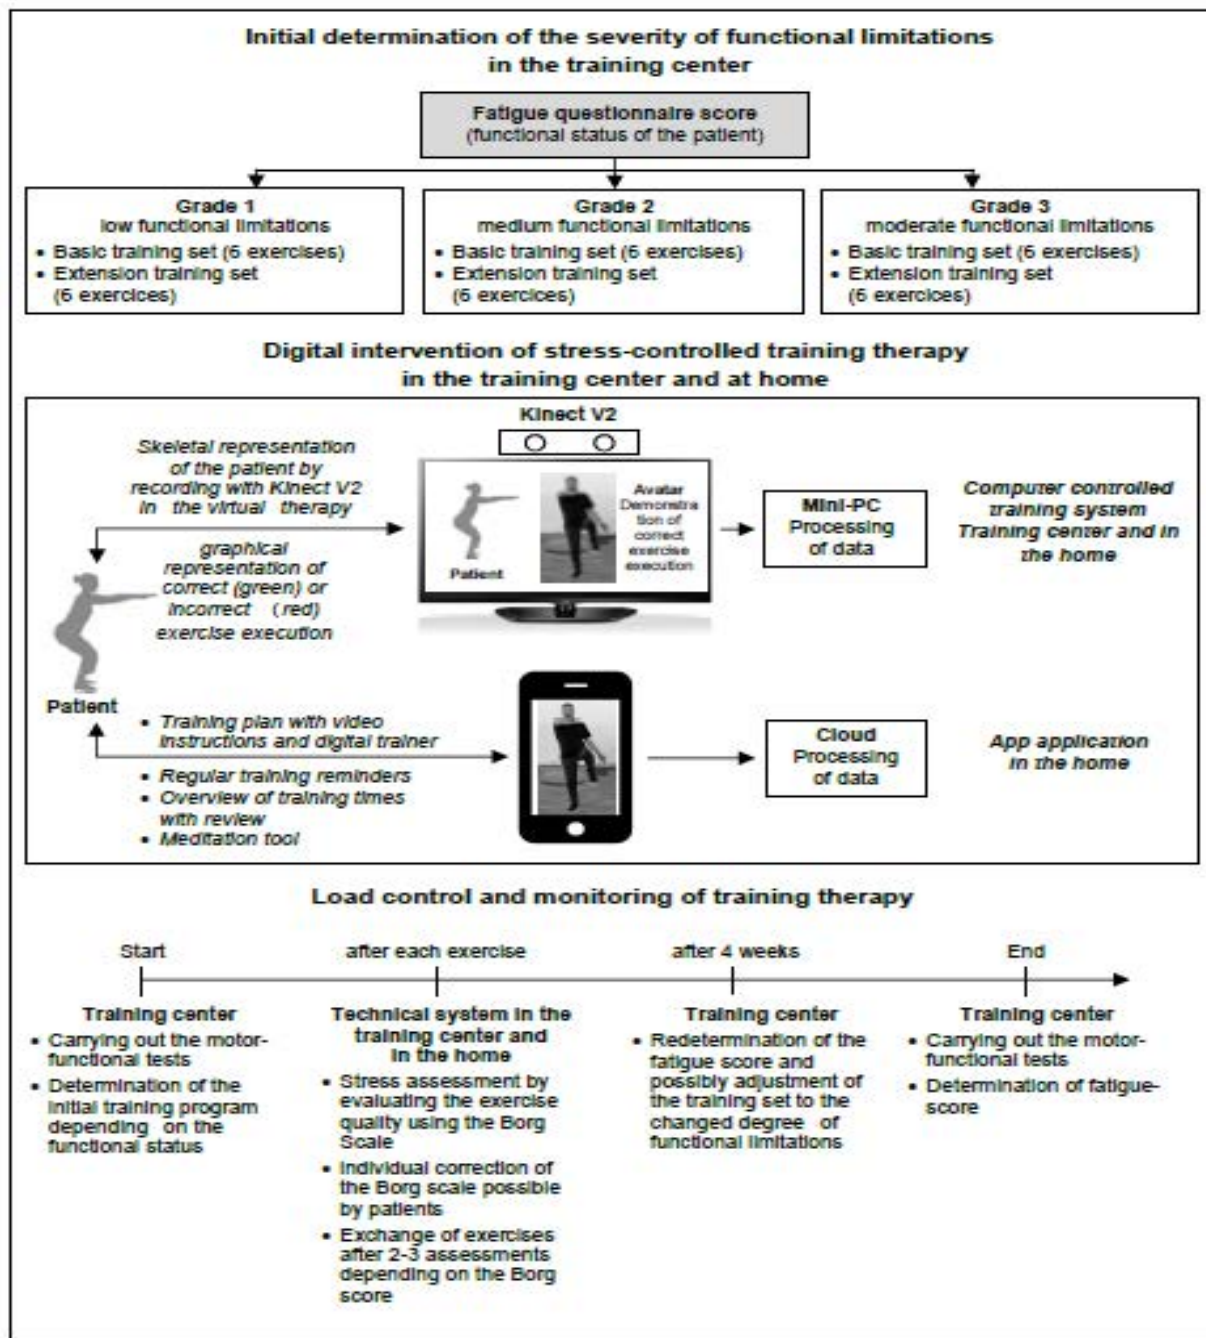 Initial determination of the severity of functional limitations
in the training center
Fatigue questionnaire score
(functional status of the patient)
Grade 1
low functional limitations
• Basic training set (6 exercises)
• Extension training set
(6 exercices)
Grade 2
medium functional limitations
• Basic training set (6 exercises)
• Extension training set
(6 exercices)
Grade 3
moderate functional limitations
• Basic training set (6 exercises)
• Extension training set
(6 exercices)
Digital intervention of stress-controlled training therapy
in the training center and at home
Kinect V2
Skeletal representation
of the patient by
recording with Kinect V2
in the virtual therapy
graphical
representation of
correct (green) or
incorrect (red)
exercise execution
Patient
Patient
Avatar
Demonstra
tion of
correct
exercise
execution
Mini-PC
Processing
of data
Computer controlled
training system
Training center and in
the home
• Training plan with video
instructions and digital trainer
• Regular training reminders
• Overview of training times
with review
• Meditation tool
Cloud
Processing
of data
App application
in the home
Load control and monitoring of training therapy
Start
Training center
• Carrying out the motor-
functional tests
• Determination of the
initial training program
depending on the
functional status
after each exercise
Technical system in the
training center and
in the home
• Stress assessment by
evaluating the exercise
quality using the Borg
Scale
• Individual correction of
the Borg scale possible
by patients
• Exchange of exercises
after 2-3 assessments
depending on the Borg
score
after 4 weeks
Training center
• Redetermination of the
fatigue score and
possibly adjustment of
the training set to the
changed degree of
functional limitations
End
Training center
• Carrying out the motor-
functional tests
• Determination of fatigue-
score